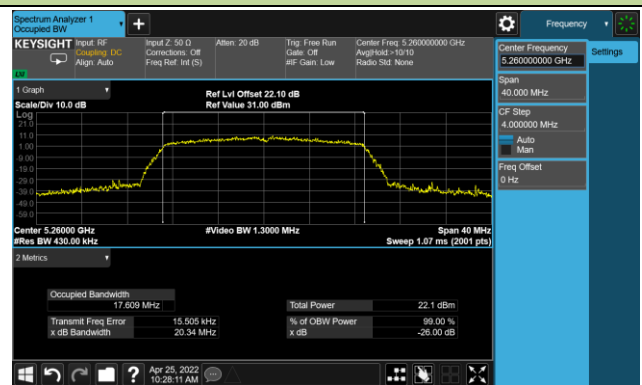 Spectrum Analyzer 1
Occupied BW
+
Frequency
KEYSIGHT
Input: RF
Coupling: DC
Align: Auto
Input Z: 50 Ω
Corrections: Off
Freq Ref: Int (S)
Atten: 20 dB
Trig: Free Run
Gate: Off
#IF Gain: Low
Center Freq: 5.260000000 GHz
Avg|Hold:>10/10
Radio Std: None
Center Frequency
5.260000000 GHz
Settings
Span
40.000 MHz
CF Step
4.000000 MHz
Auto
Man
Freq Offset
0 Hz
1 Graph
Scale/Div 10.0 dB
Ref Lvl Offset 22.10 dB
Ref Value 31.00 dBm
Log
21.0
11.0
1.00
-9.00
-19.0
-29.0
-39.0
-49.0
-59.0
Center 5.26000 GHz
#Res BW 430.00 kHz
#Video BW 1.3000 MHz
Span 40 MHz
Sweep 1.07 ms (2001 pts)
2 Metrics
Occupied Bandwidth
17.609 MHz
Total Power 22.1 dBm
Transmit Freq Error 15.505 kHz
% of OBW Power 99.00 %
x dB Bandwidth 20.34 MHz
x dB -26.00 dB
?
Apr 25, 2022
10:28:11 AM